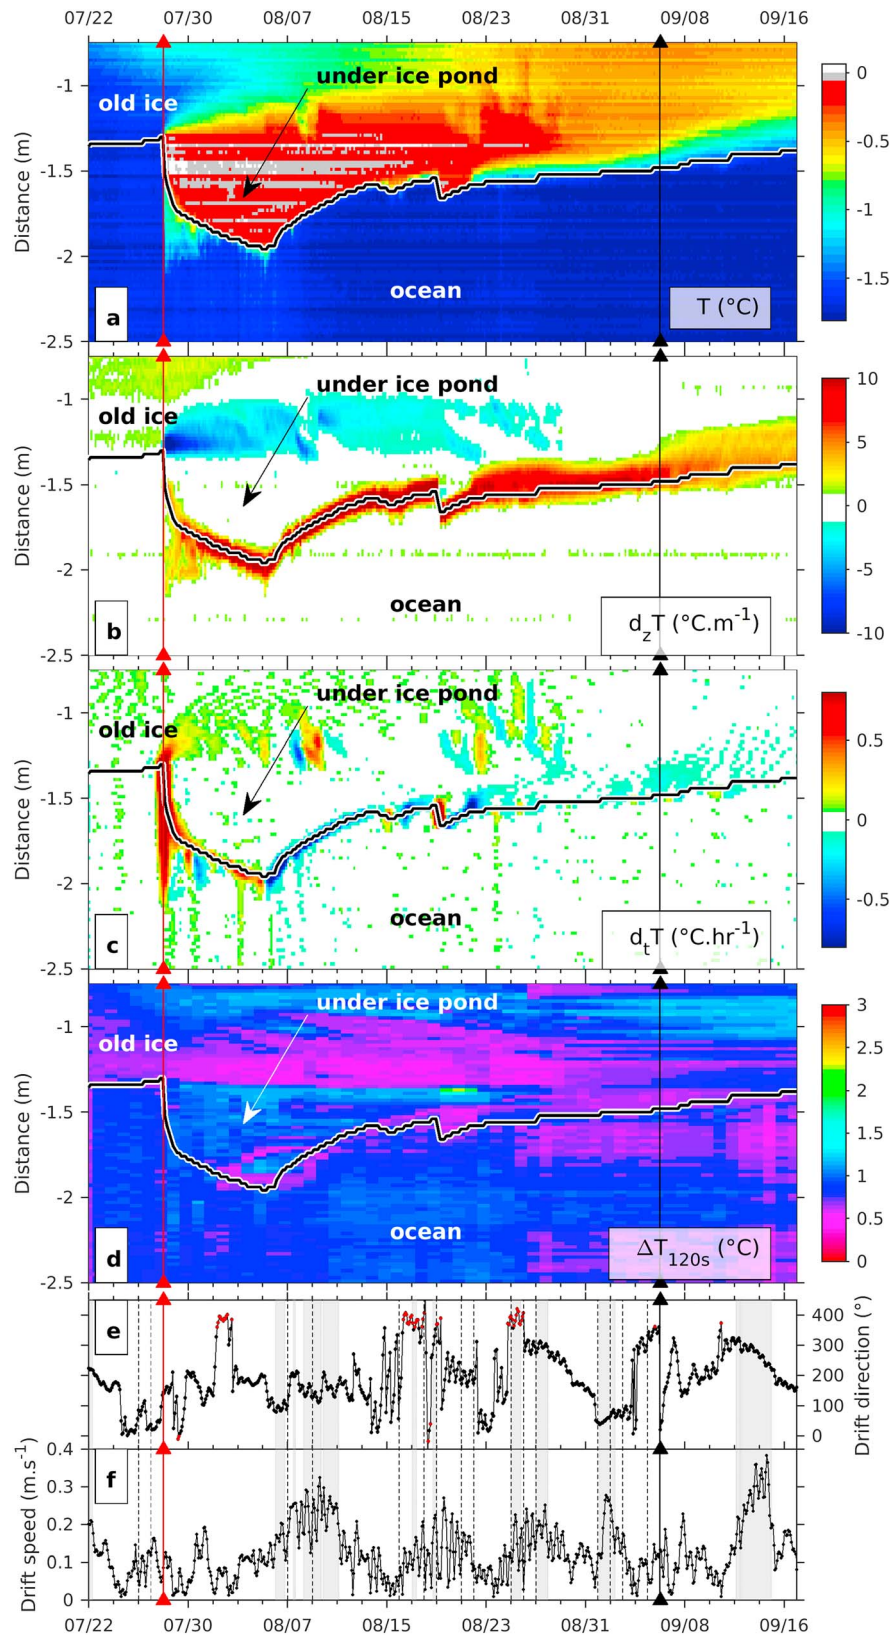 07/22 07/30 08/07 08/15 08/23 08/31 09/08 09/16
under ice pond
old ice
ocean
-1
-1.5
-2
-2.5
Distance (m)
a
T (°C)
0
-0.5
-1
-1.5
under ice pond
old ice
ocean
-1
-1.5
-2
-2.5
Distance (m)
b
dzT (°C.m-1)
10
5
0
-5
-10
under ice pond
old ice
ocean
-1
-1.5
-2
-2.5
Distance (m)
c
dtT (°C.hr-1)
0.5
0
-0.5
under ice pond
old ice
ocean
-1
-1.5
-2
-2.5
Distance (m)
d
ΔT120s (°C)
3
2.5
2
1.5
1
0.5
0
e
400
300
200
100
0
Drift direction (°)
f
0.4
0.3
0.2
0.1
0
Drift speed (m.s-1)
07/22 07/30 08/07 08/15 08/23 08/31 09/08 09/16